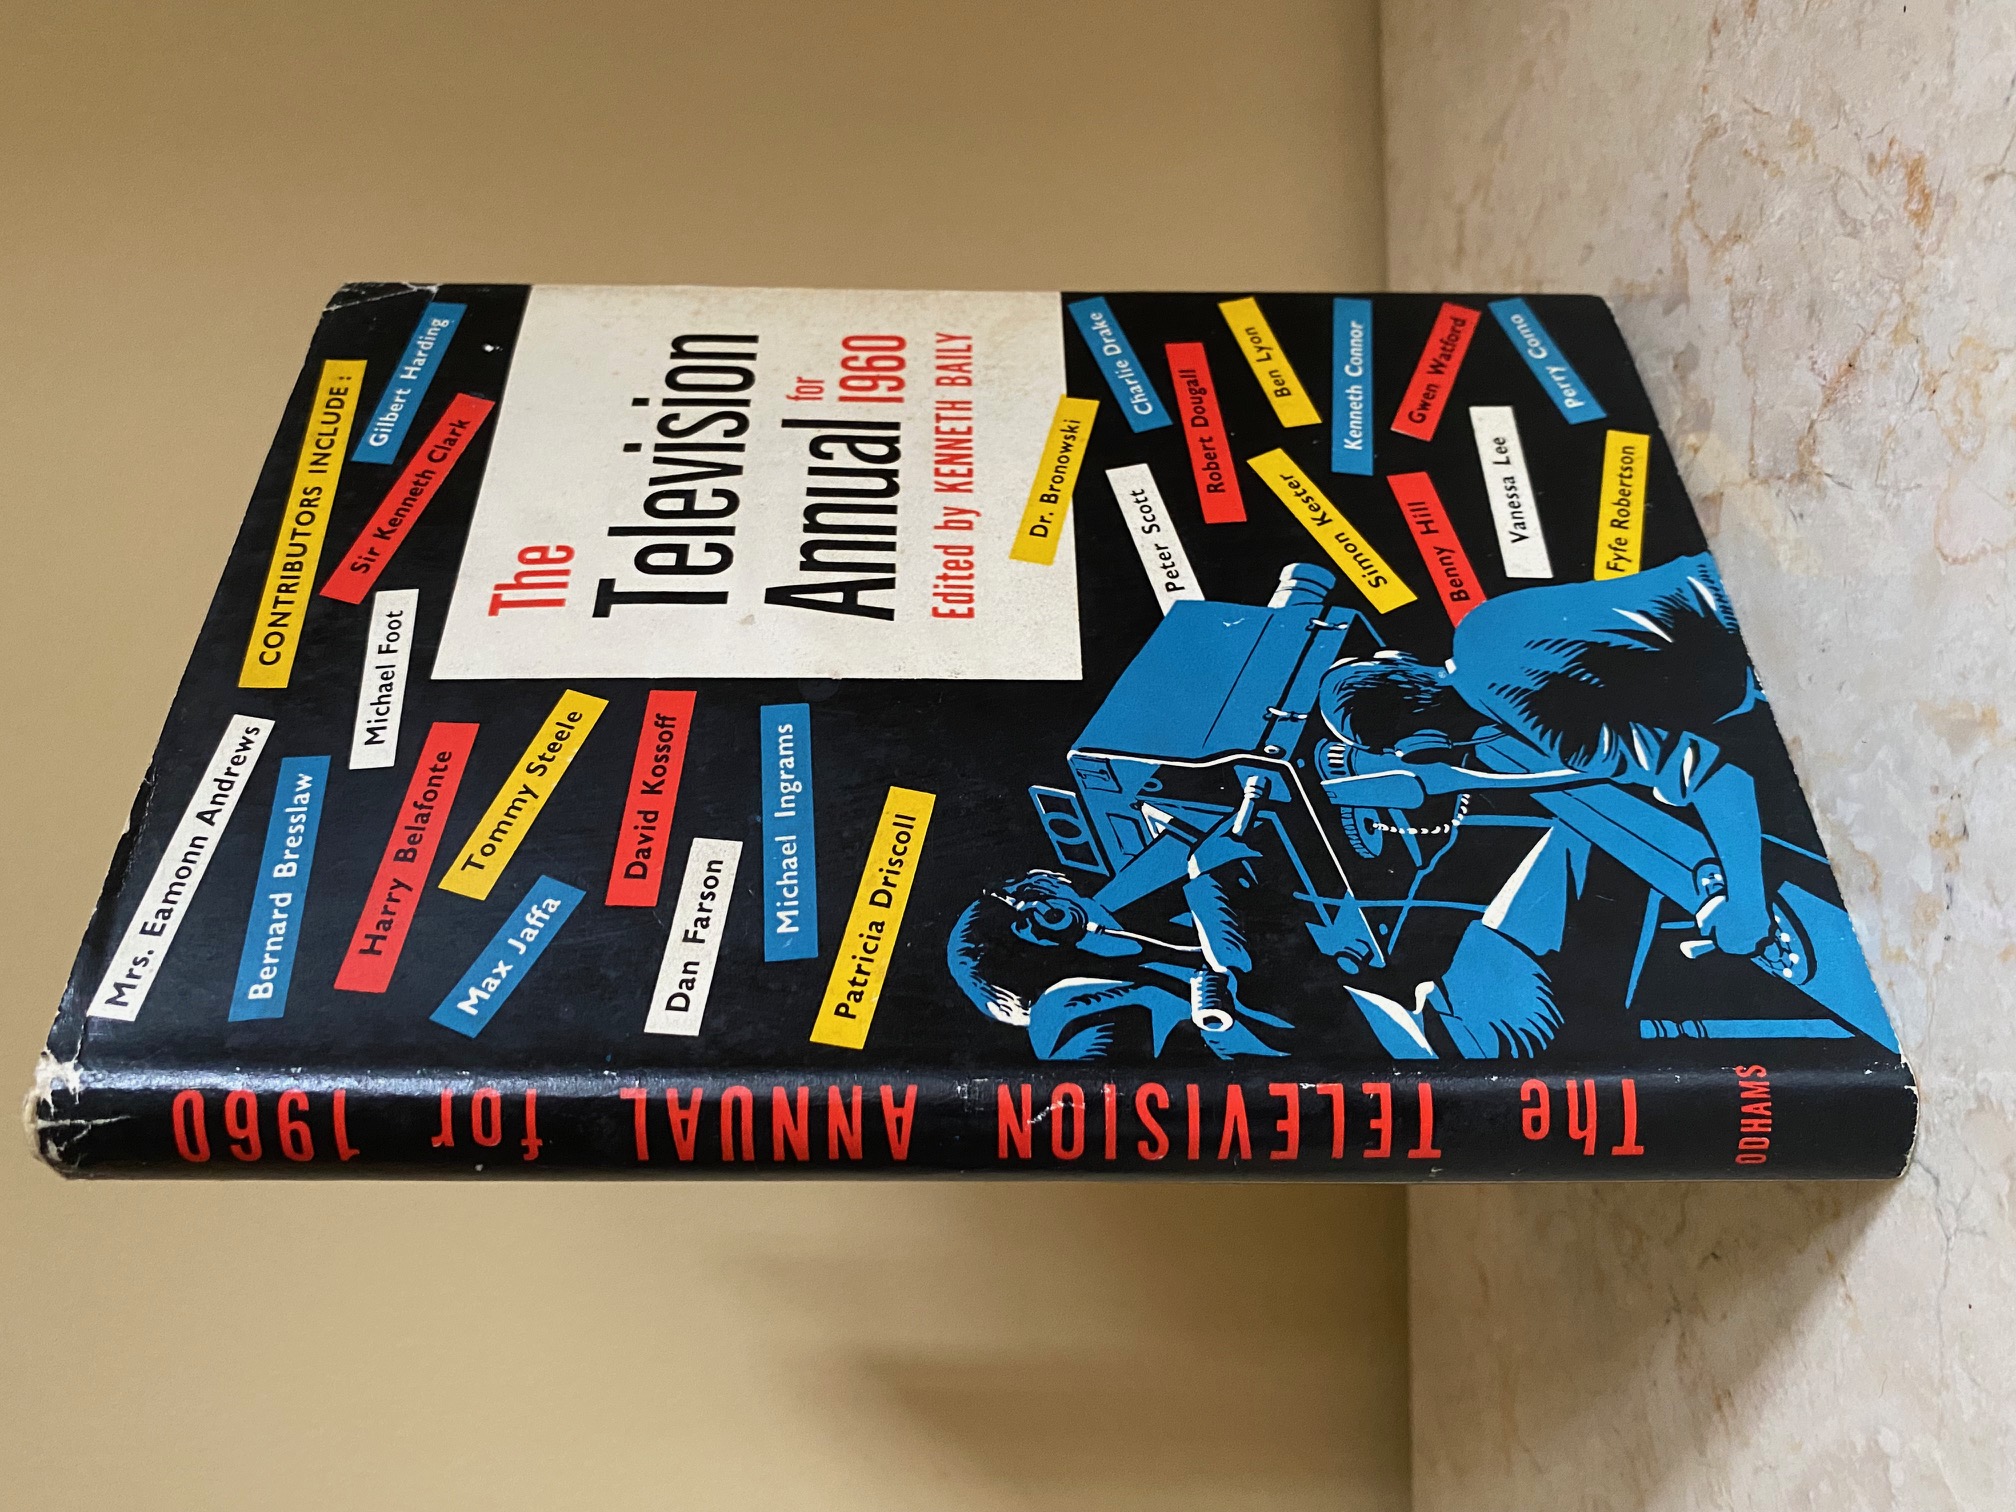 CONTRIBUTORS INCLUDE :
Mrs. Eamonn Andrews
Gilbert Harding
Bernard Bresslaw
Sir Kenneth Clark
Michael Foot
Harry Belafonte
Tommy Steele
Max Jaffa
David Kossoff
Dan Farson
Michael Ingrams
Patricia Driscoll
The
Television
Annual for 1960
Edited by KENNETH BAILY
Dr. Bronowski
Charlie Drake
Peter Scott
Robert Dougall
Ben Lyon
Simon Kester
Kenneth Connor
Gwen Watford
Benny Hill
Vanessa Lee
Perry Como
Fyfe Robertson
The TELEVISION ANNUAL for 1960
ODHAMS